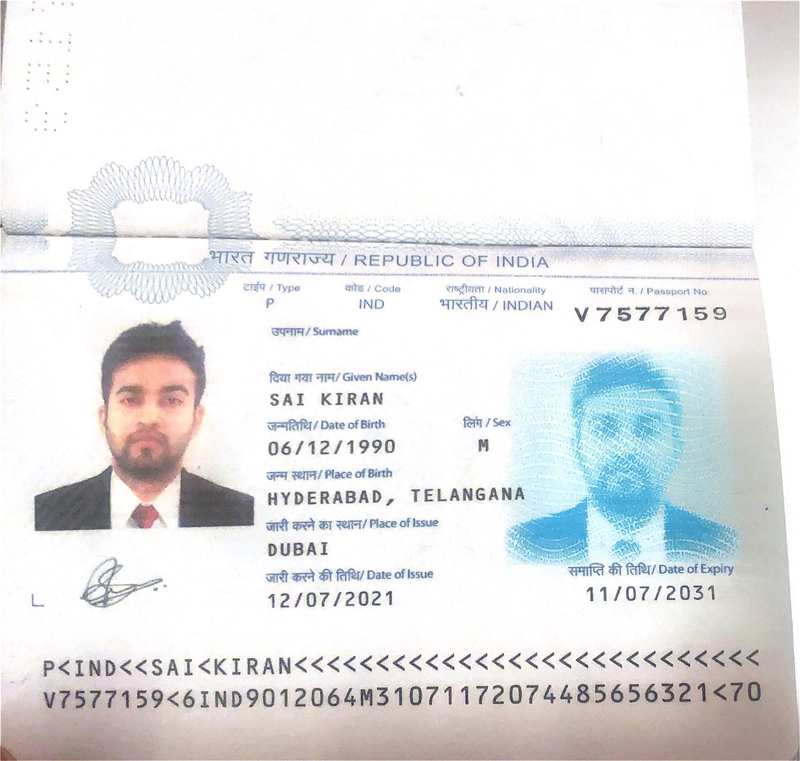 भारत गणराज्य / REPUBLIC OF INDIA
टाईप / Type कोड / Code राष्ट्रीयता / Nationality पासपोर्ट न. / Passport No
P IND भारतीय / INDIAN V7577159
उपनाम / Surname
दिया गया नाम / Given Name(s)
SAI KIRAN
जन्मतिथि / Date of Birth लिंग / Sex
06/12/1990 M
जन्म स्थान / Place of Birth
HYDERABAD, TELANGANA
जारी करने का स्थान / Place of Issue
DUBAI
जारी करने की तिथि / Date of Issue समाप्ति की तिथि / Date of Expiry
12/07/2021 11/07/2031
P<IND<<SAI<KIRAN<<<<<<<<<<<<<<<<<<<<<<<<<<<<
V7577159<6IND9012064M31071172074485656321<70